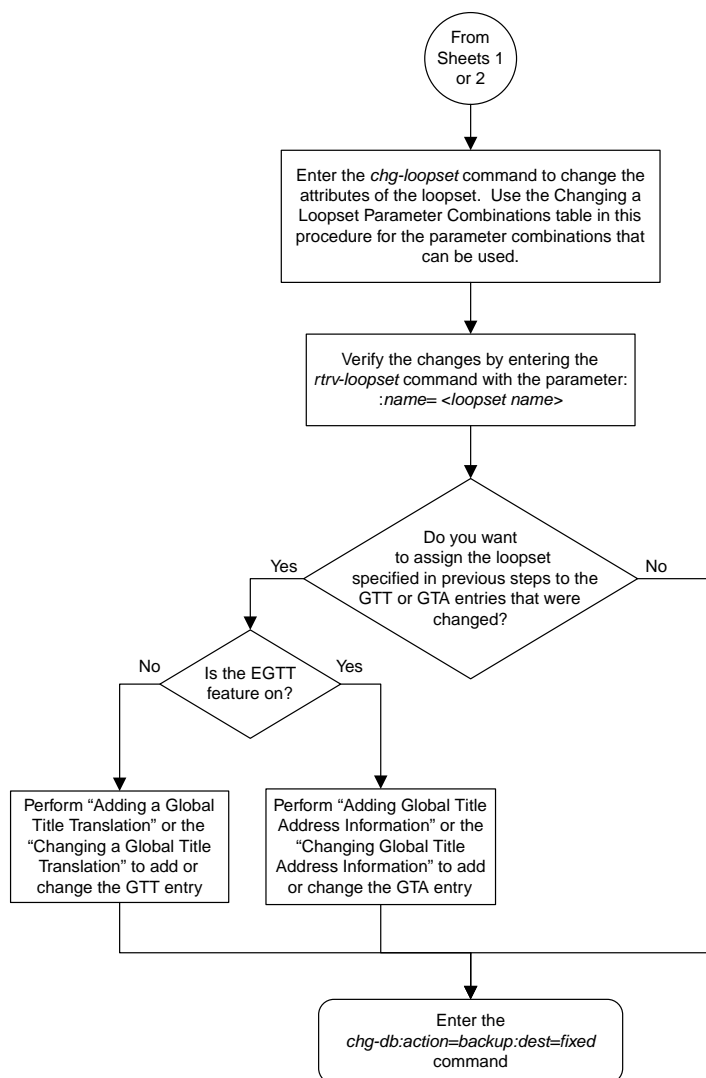 From
Sheets 1
or 2
Enter the chg-loopset command to change the
attributes of the loopset. Use the Changing a
Loopset Parameter Combinations table in this
procedure for the parameter combinations that
can be used.
Verify the changes by entering the
rtrv-loopset command with the parameter:
:name= <loopset name>
Do you want
to assign the loopset
specified in previous steps to the
GTT or GTA entries that were
changed?
Yes
No
Is the EGTT
feature on?
No
Yes
Perform “Adding a Global
Title Translation” or the
“Changing a Global Title
Translation” to add or
change the GTT entry
Perform “Adding Global Title
Address Information” or the
“Changing Global Title
Address Information” to add
or change the GTA entry
Enter the
chg-db:action=backup:dest=fixed
command